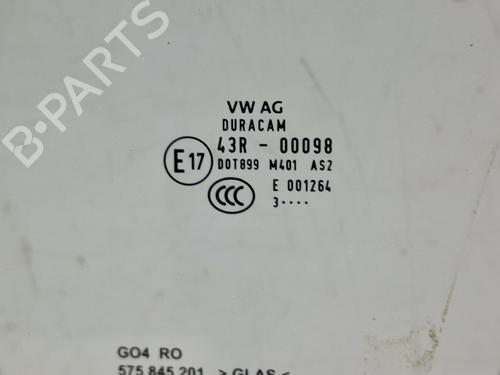 B-PARTS
VW AG
DURACAM
43R - 00098
E17
DOT899 M401 AS2
CCC
E 001264
3····
GO4 RO
575 845 201 > GLAS <